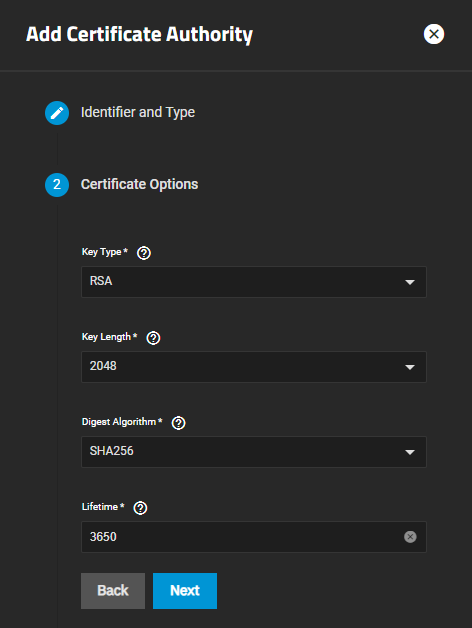 Add Certificate Authority
Identifier and Type
2 Certificate Options
Key Type *
RSA
Key Length *
2048
Digest Algorithm *
SHA256
Lifetime *
3650
Back Next